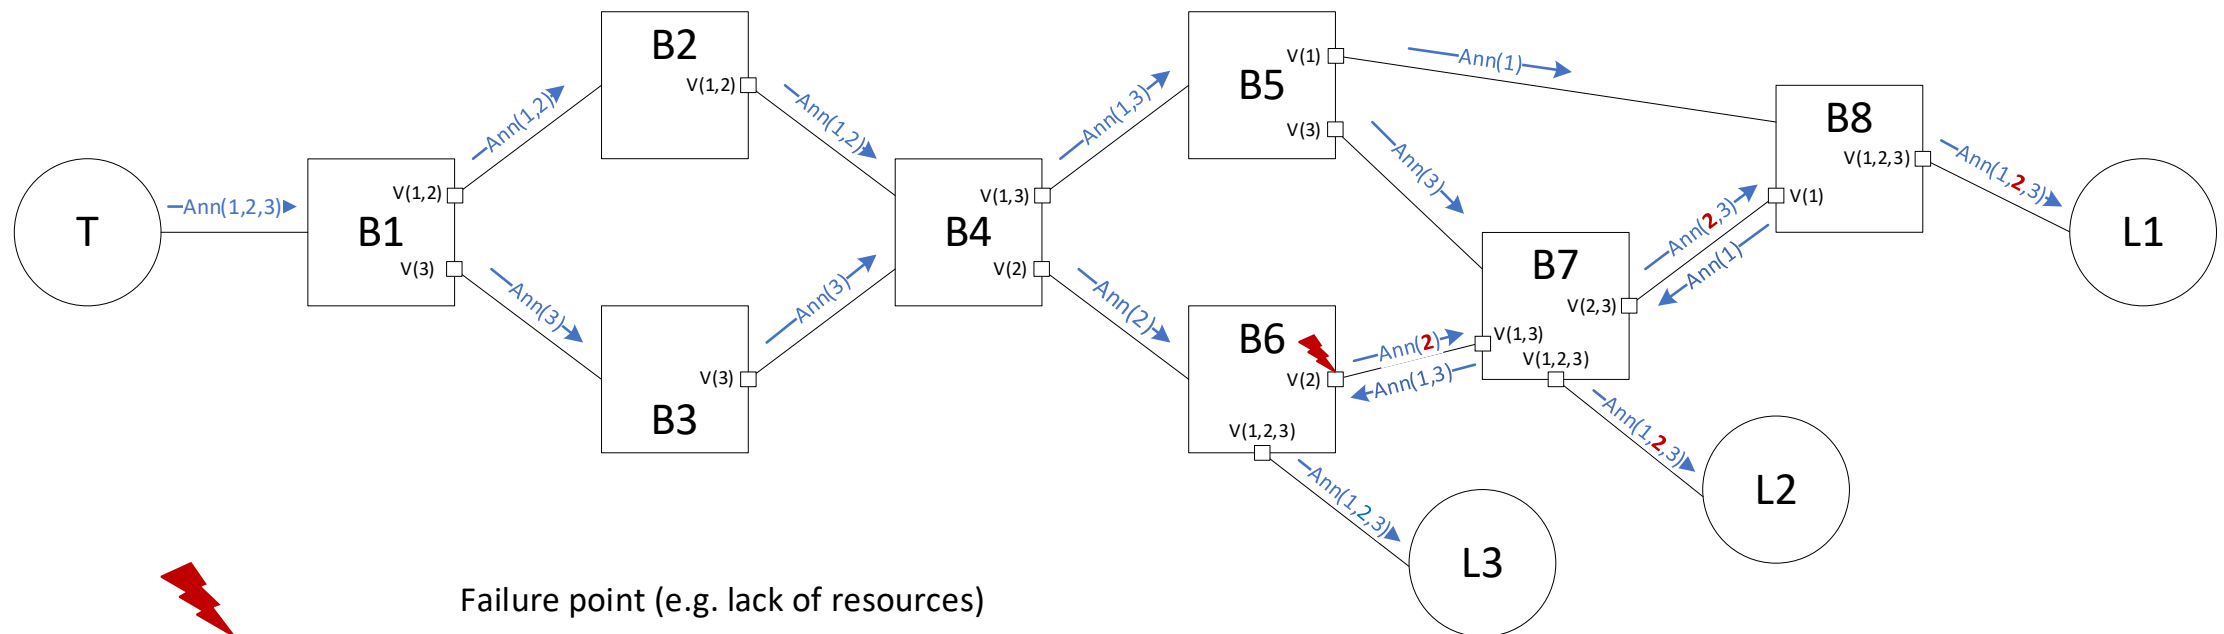 T
Ann(1,2,3)
B1
V(1,2)
V(3)
Ann(1,2)
Ann(3)
B2
V(1,2)
B3
V(3)
Ann(1,2)
Ann(3)
B4
V(1,3)
V(2)
Ann(1,3)
Ann(2)
B5
V(1)
V(3)
Ann(1)
Ann(3)
B6
V(2)
V(1,2,3)
Ann(2)
Ann(1,3)
Ann(1,2,3)
L3
B7
V(2,3)
V(1,3)
V(1,2,3)
Ann(2,3)
Ann(1)
Ann(1,2,3)
L2
B8
V(1,2,3)
V(1)
Ann(1,2,3)
L1
Failure point (e.g. lack of resources)